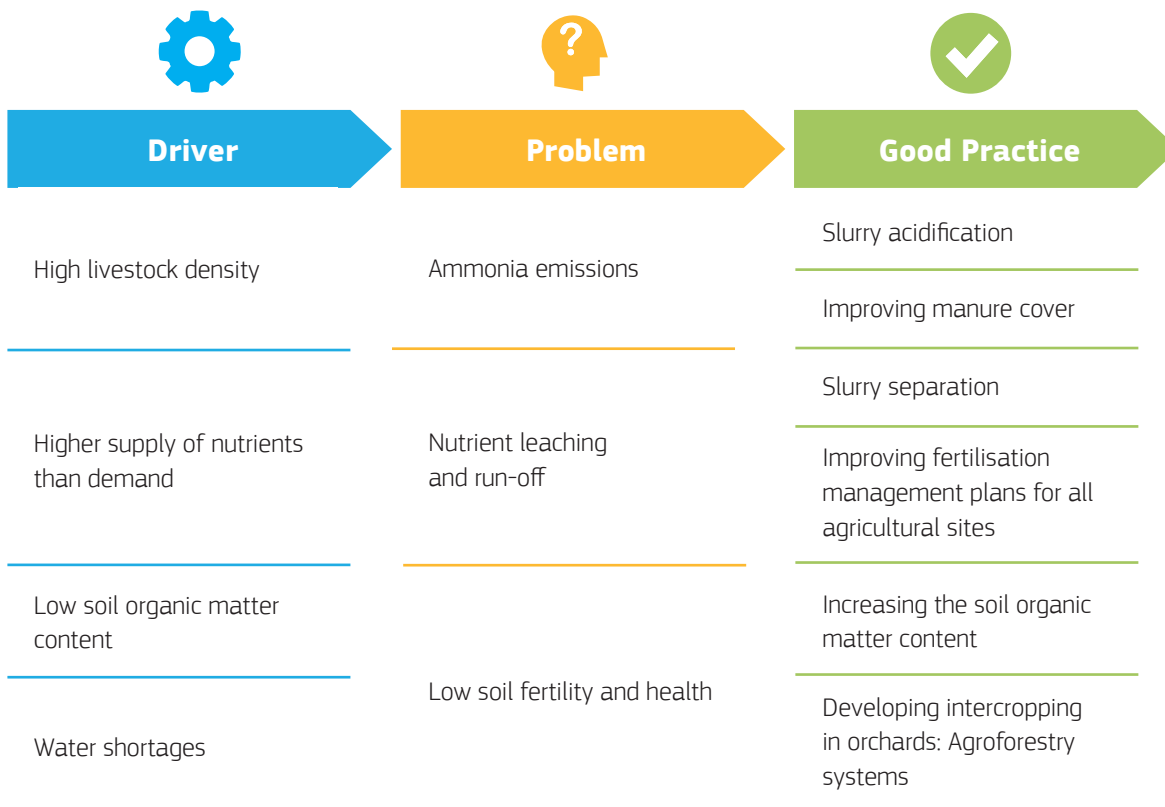 ?
Driver
Problem
Good Practice
High livestock density
Ammonia emissions
Slurry acidification
Improving manure cover
Higher supply of nutrients
than demand
Nutrient leaching
and run-off
Slurry separation
Improving fertilisation
management plans for all
agricultural sites
Low soil organic matter
content
Water shortages
Low soil fertility and health
Increasing the soil organic
matter content
Developing intercropping
in orchards: Agroforestry
systems